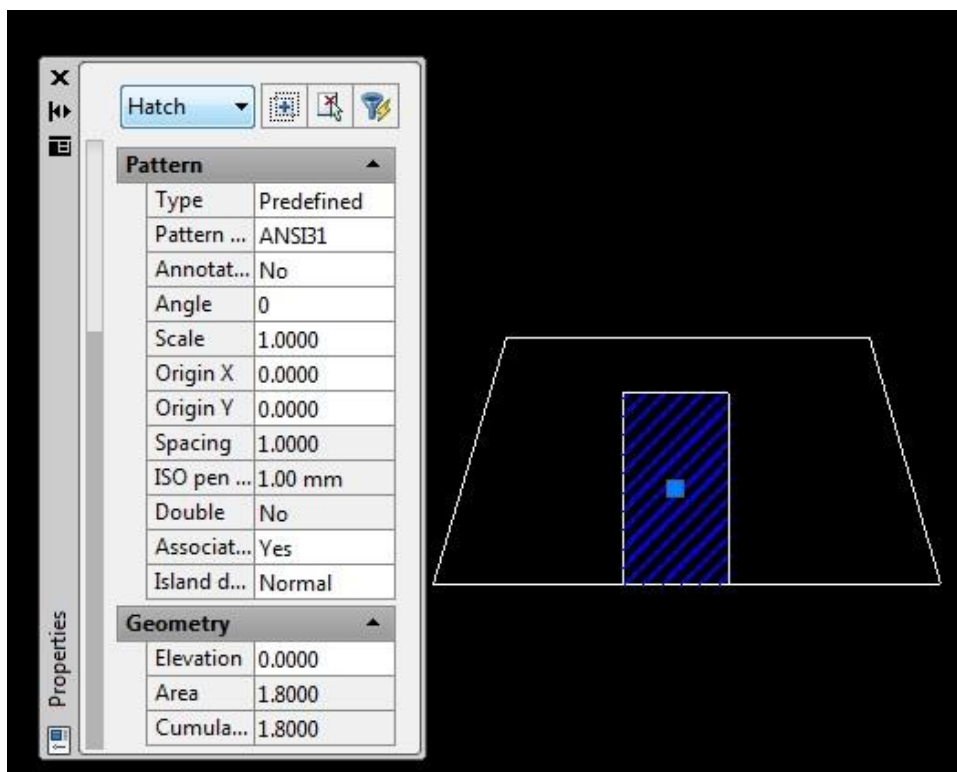 Hatch
Pattern
Type Predefined
Pattern ... ANSI31
Annotat... No
Angle 0
Scale 1.0000
Origin X 0.0000
Origin Y 0.0000
Spacing 1.0000
ISO pen ... 1.00 mm
Double No
Associat... Yes
Island d... Normal
Geometry
Elevation 0.0000
Area 1.8000
Cumula... 1.8000
Properties